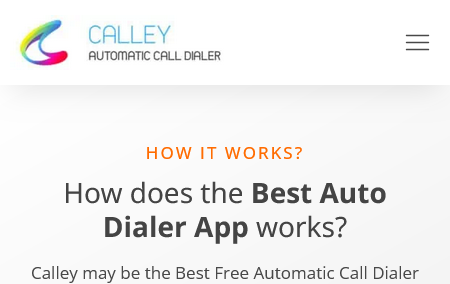 CALLEY
AUTOMATIC CALL DIALER
HOW IT WORKS?
How does the Best Auto
Dialer App works?
Calley may be the Best Free Automatic Call Dialer